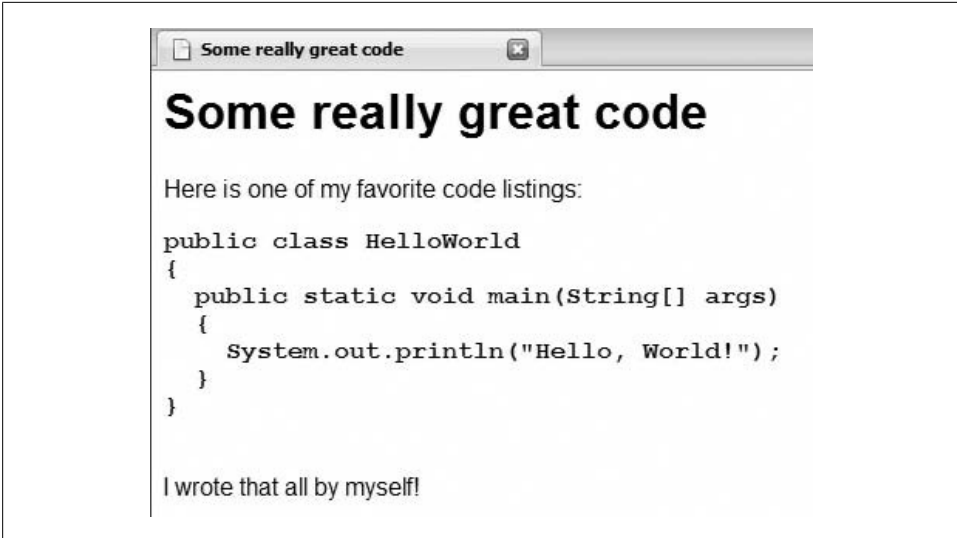 Some really great code
Some really great code
Here is one of my favorite code listings:
public class HelloWorld
{
  public static void main(String[] args)
  {
    System.out.println("Hello, World!");
  }
}
I wrote that all by myself!